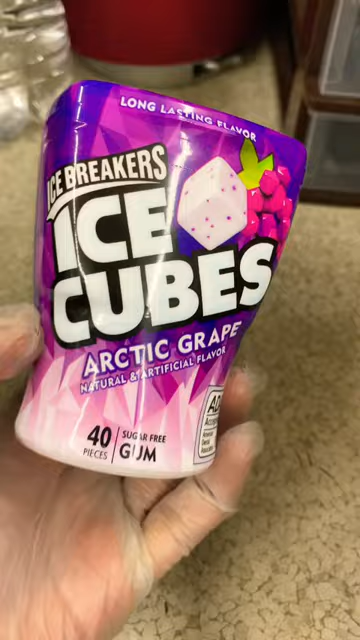 LONG LASTING FLAVOR
ICE BREAKERS
ICE
CUBES
ARCTIC GRAPE
NATURAL & ARTIFICIAL FLAVOR
40
PIECES
SUGAR FREE
GUM